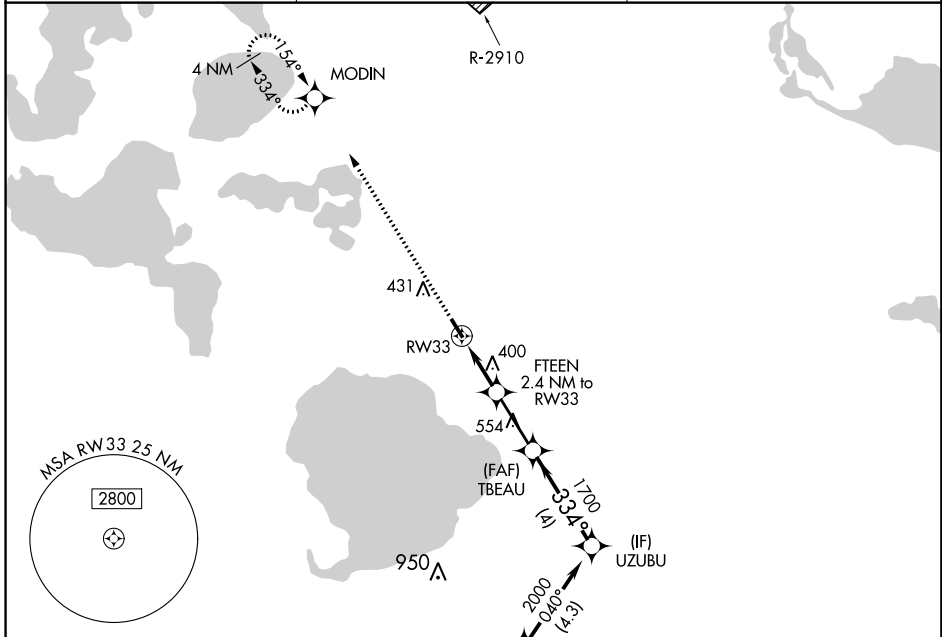 R-2910
4 NM
154°
334°
MODIN
431
RW33
400
FTEEN
2.4 NM to
RW33
554
(FAF)
TBEAU
1700
334°
(4)
(IF)
UZUBU
2000
040°
(4.3)
950
MSA RW33 25 NM
2800